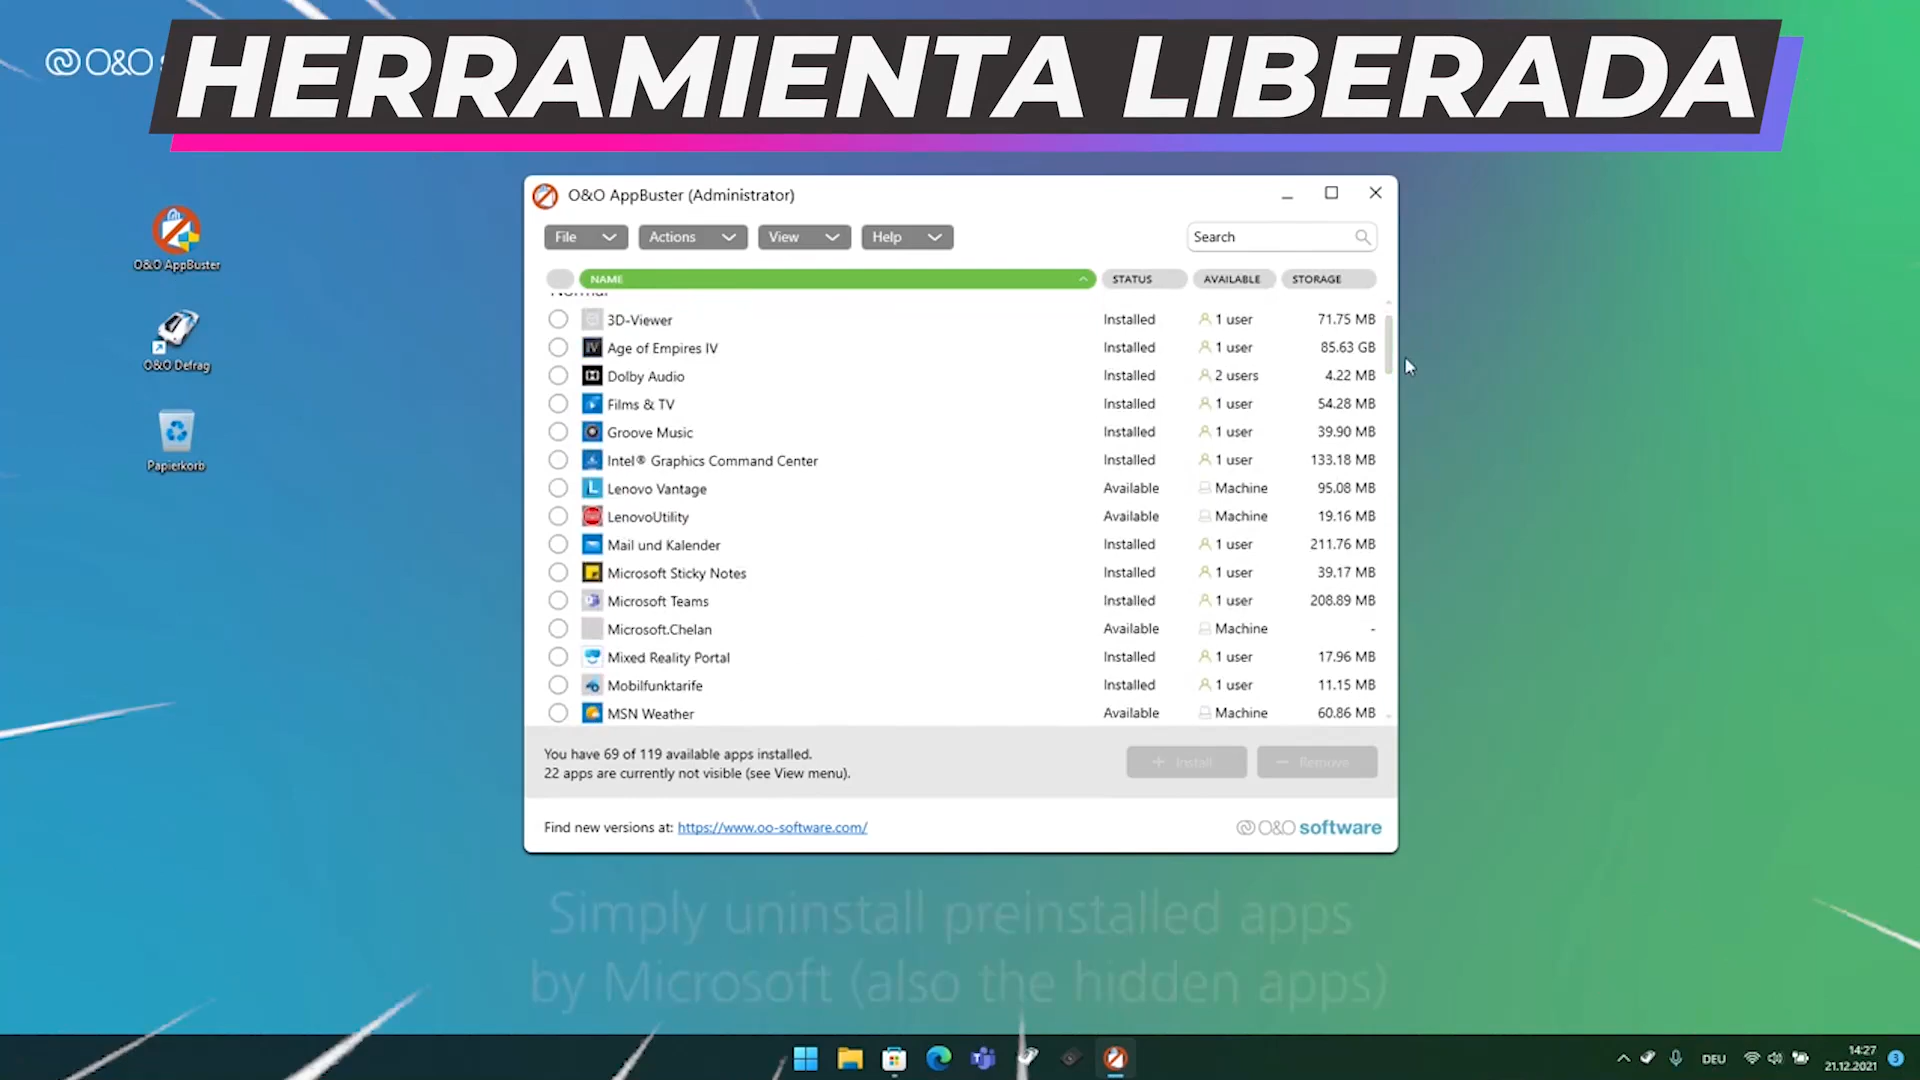 HERRAMIENTA LIBERADA
O&O
O&O AppBuster
O&O Defrag
Papierkorb
O&O AppBuster (Administrator)
File Actions View Help Search
NAME STATUS AVAILABLE STORAGE
Normal
3D-Viewer Installed 1 user 71.75 MB
Age of Empires IV Installed 1 user 85.63 GB
Dolby Audio Installed 2 users 4.22 MB
Films & TV Installed 1 user 54.28 MB
Groove Music Installed 1 user 39.90 MB
Intel® Graphics Command Center Installed 1 user 133.18 MB
Lenovo Vantage Available Machine 95.08 MB
LenovoUtility Available Machine 19.16 MB
Mail und Kalender Installed 1 user 211.76 MB
Microsoft Sticky Notes Installed 1 user 39.17 MB
Microsoft Teams Installed 1 user 208.89 MB
Microsoft.Chelan Available Machine -
Mixed Reality Portal Installed 1 user 17.96 MB
Mobilfunktarife Installed 1 user 11.15 MB
MSN Weather Available Machine 60.86 MB
You have 69 of 119 available apps installed.
22 apps are currently not visible (see View menu).
+ Install − Remove
Find new versions at: https://www.oo-software.com/
O&O software
Simply uninstall preinstalled apps
by Microsoft (also the hidden apps)
DEU
14:27
21.12.2021
3